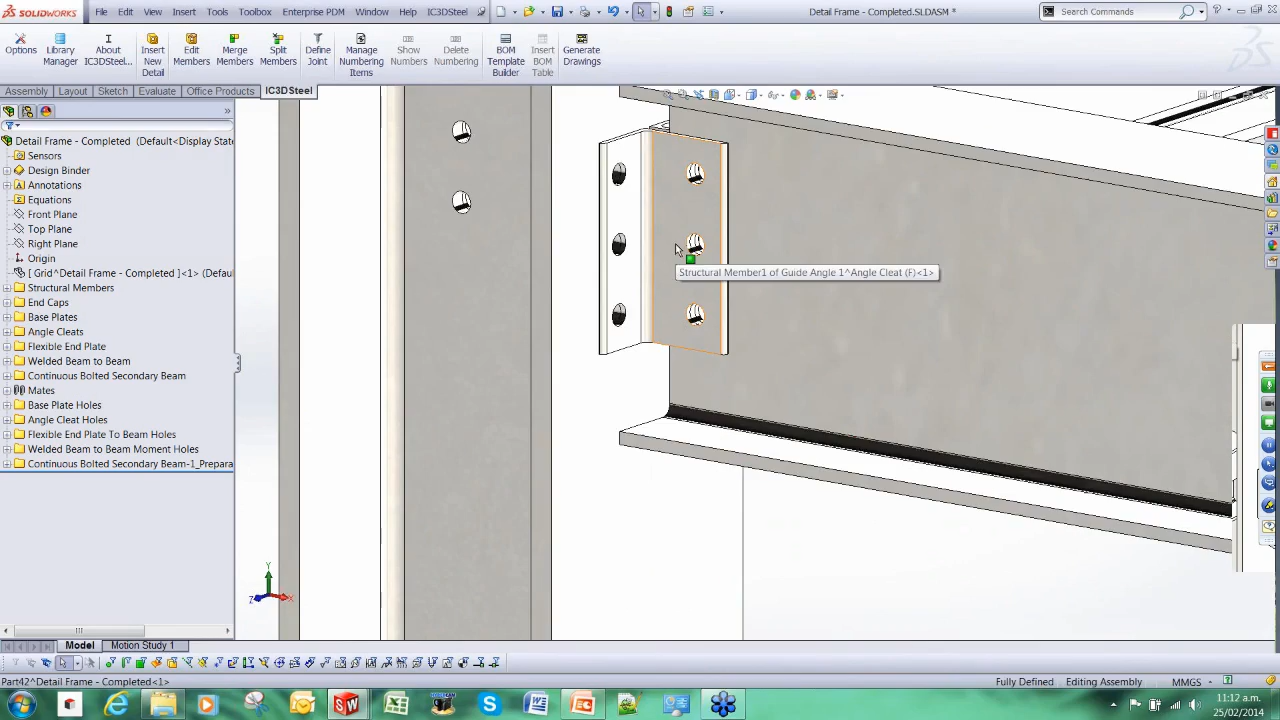 SOLIDWORKS File Edit View Insert Tools Toolbox Enterprise PDM Window Help IC3DSteel Detail Frame - Completed.SLDASM * Search Commands
Options Library Manager About IC3DSteel... Insert New Detail Edit Members Merge Members Split Members Define Joint Manage Numbering Items Show Numbers Delete Numbering BOM Template Builder Insert BOM Table Generate Drawings
Assembly Layout Sketch Evaluate Office Products IC3DSteel
Detail Frame - Completed (Default<Display State
Sensors
Design Binder
Annotations
Equations
Front Plane
Top Plane
Right Plane
Origin
[ Grid^Detail Frame - Completed ]<1> (Defau
Structural Members
End Caps
Base Plates
Angle Cleats
Flexible End Plate
Welded Beam to Beam
Continuous Bolted Secondary Beam
Mates
Base Plate Holes
Angle Cleat Holes
Flexible End Plate To Beam Holes
Welded Beam to Beam Moment Holes
Continuous Bolted Secondary Beam-1_Prepara
Structural Member1 of Guide Angle 1^Angle Cleat (F)<1>
Y
Z X
Model Motion Study 1
Part42^Detail Frame - Completed<1> Fully Defined Editing Assembly MMGS
11:12 a.m.
25/02/2014